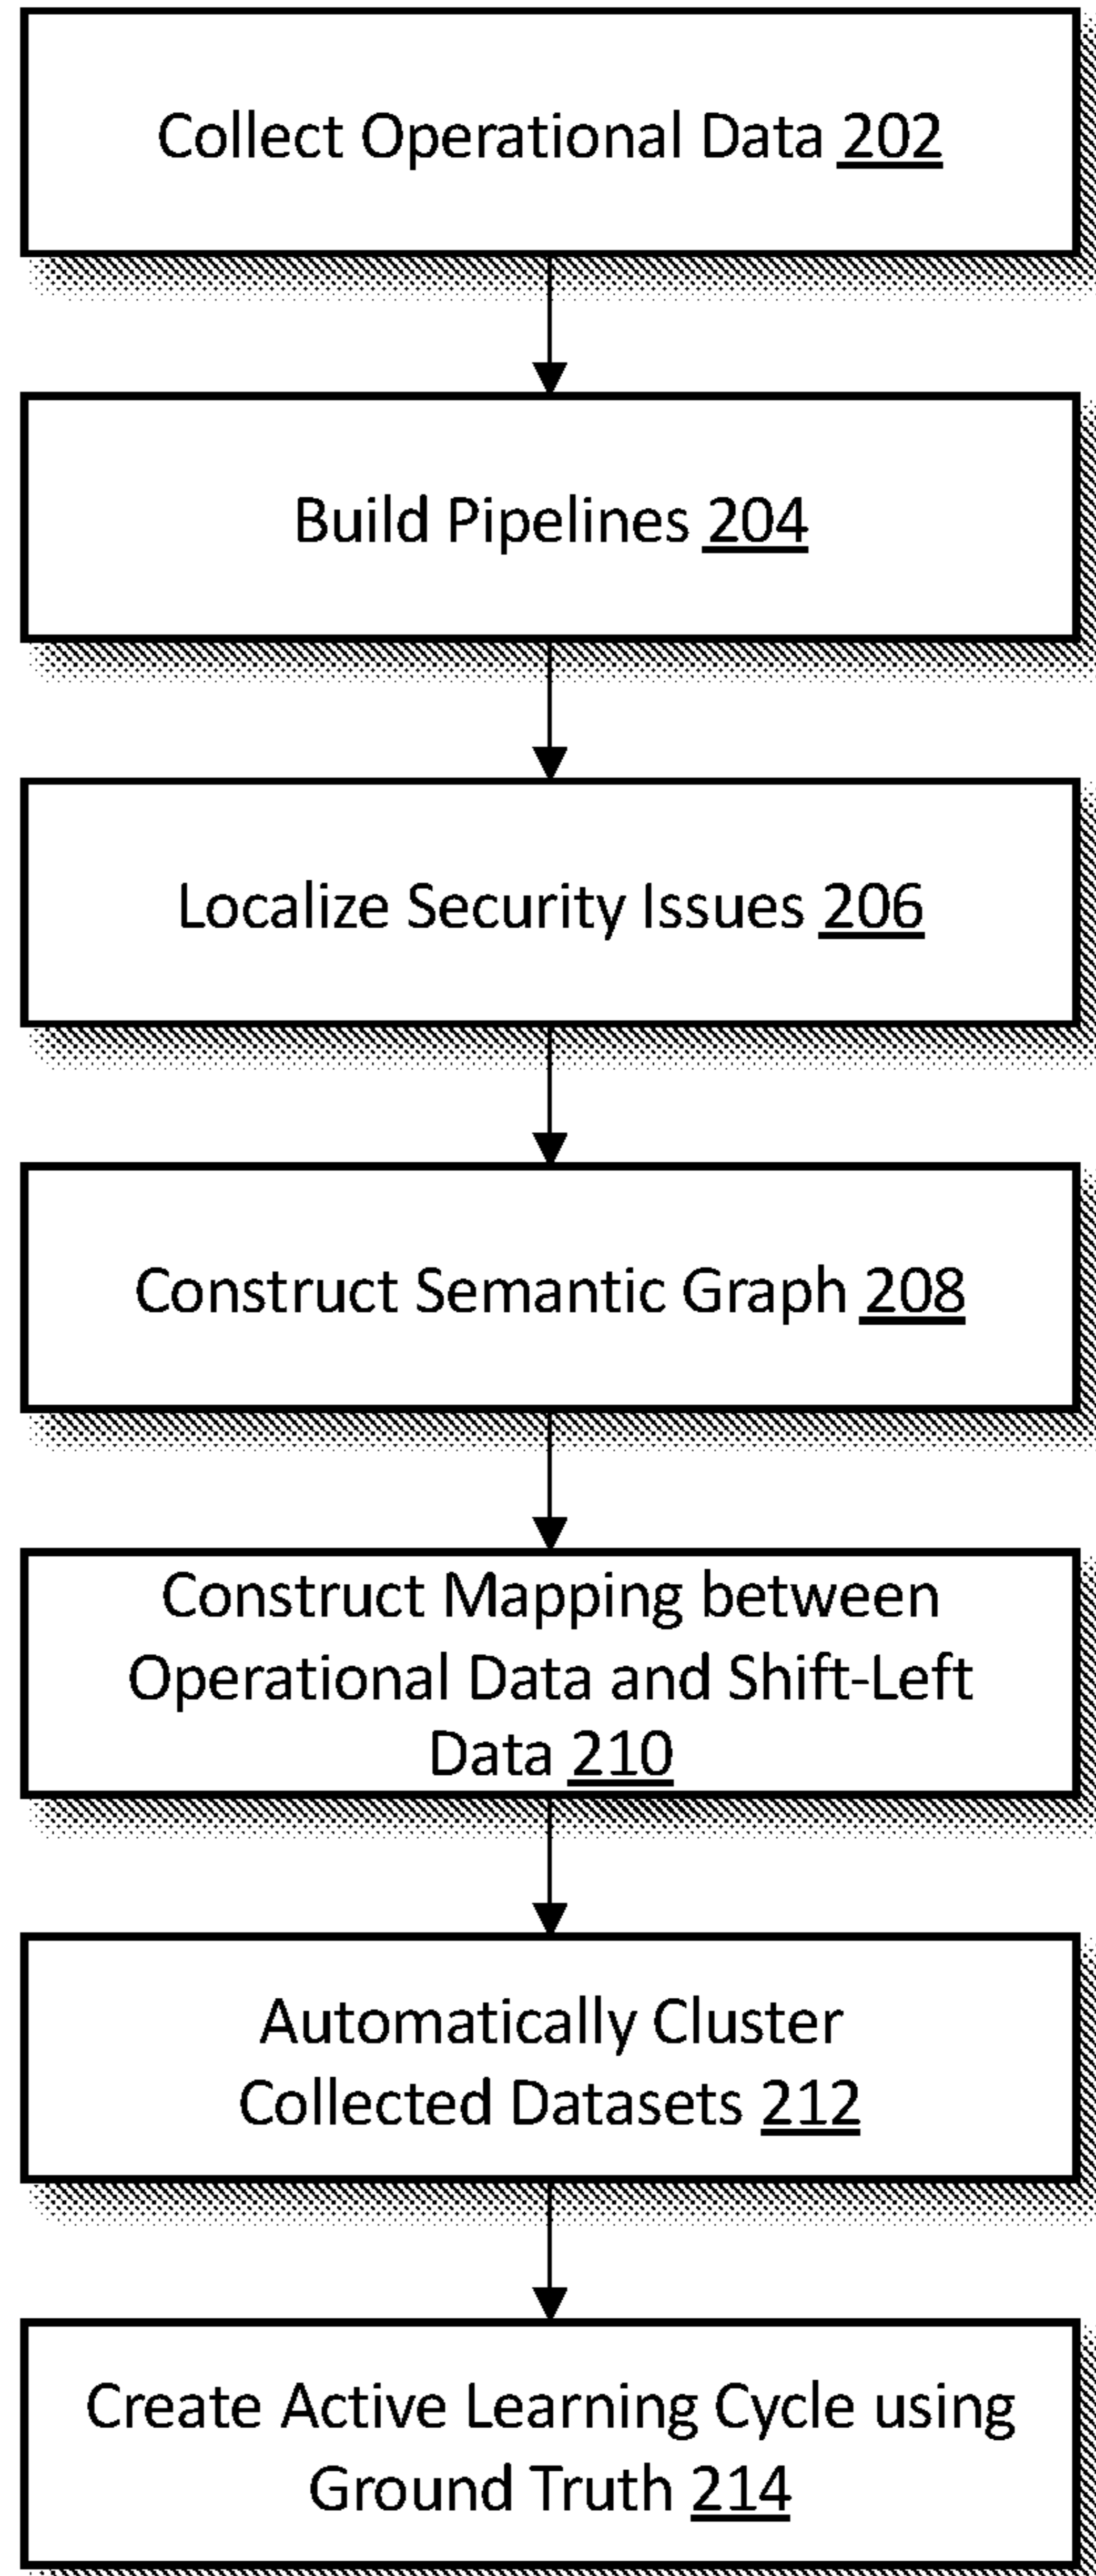 Collect Operational Data 202
Build Pipelines 204
Localize Security Issues 206
Construct Semantic Graph 208
Construct Mapping between
Operational Data and Shift-Left
Data 210
Automatically Cluster
Collected Datasets 212
Create Active Learning Cycle using
Ground Truth 214